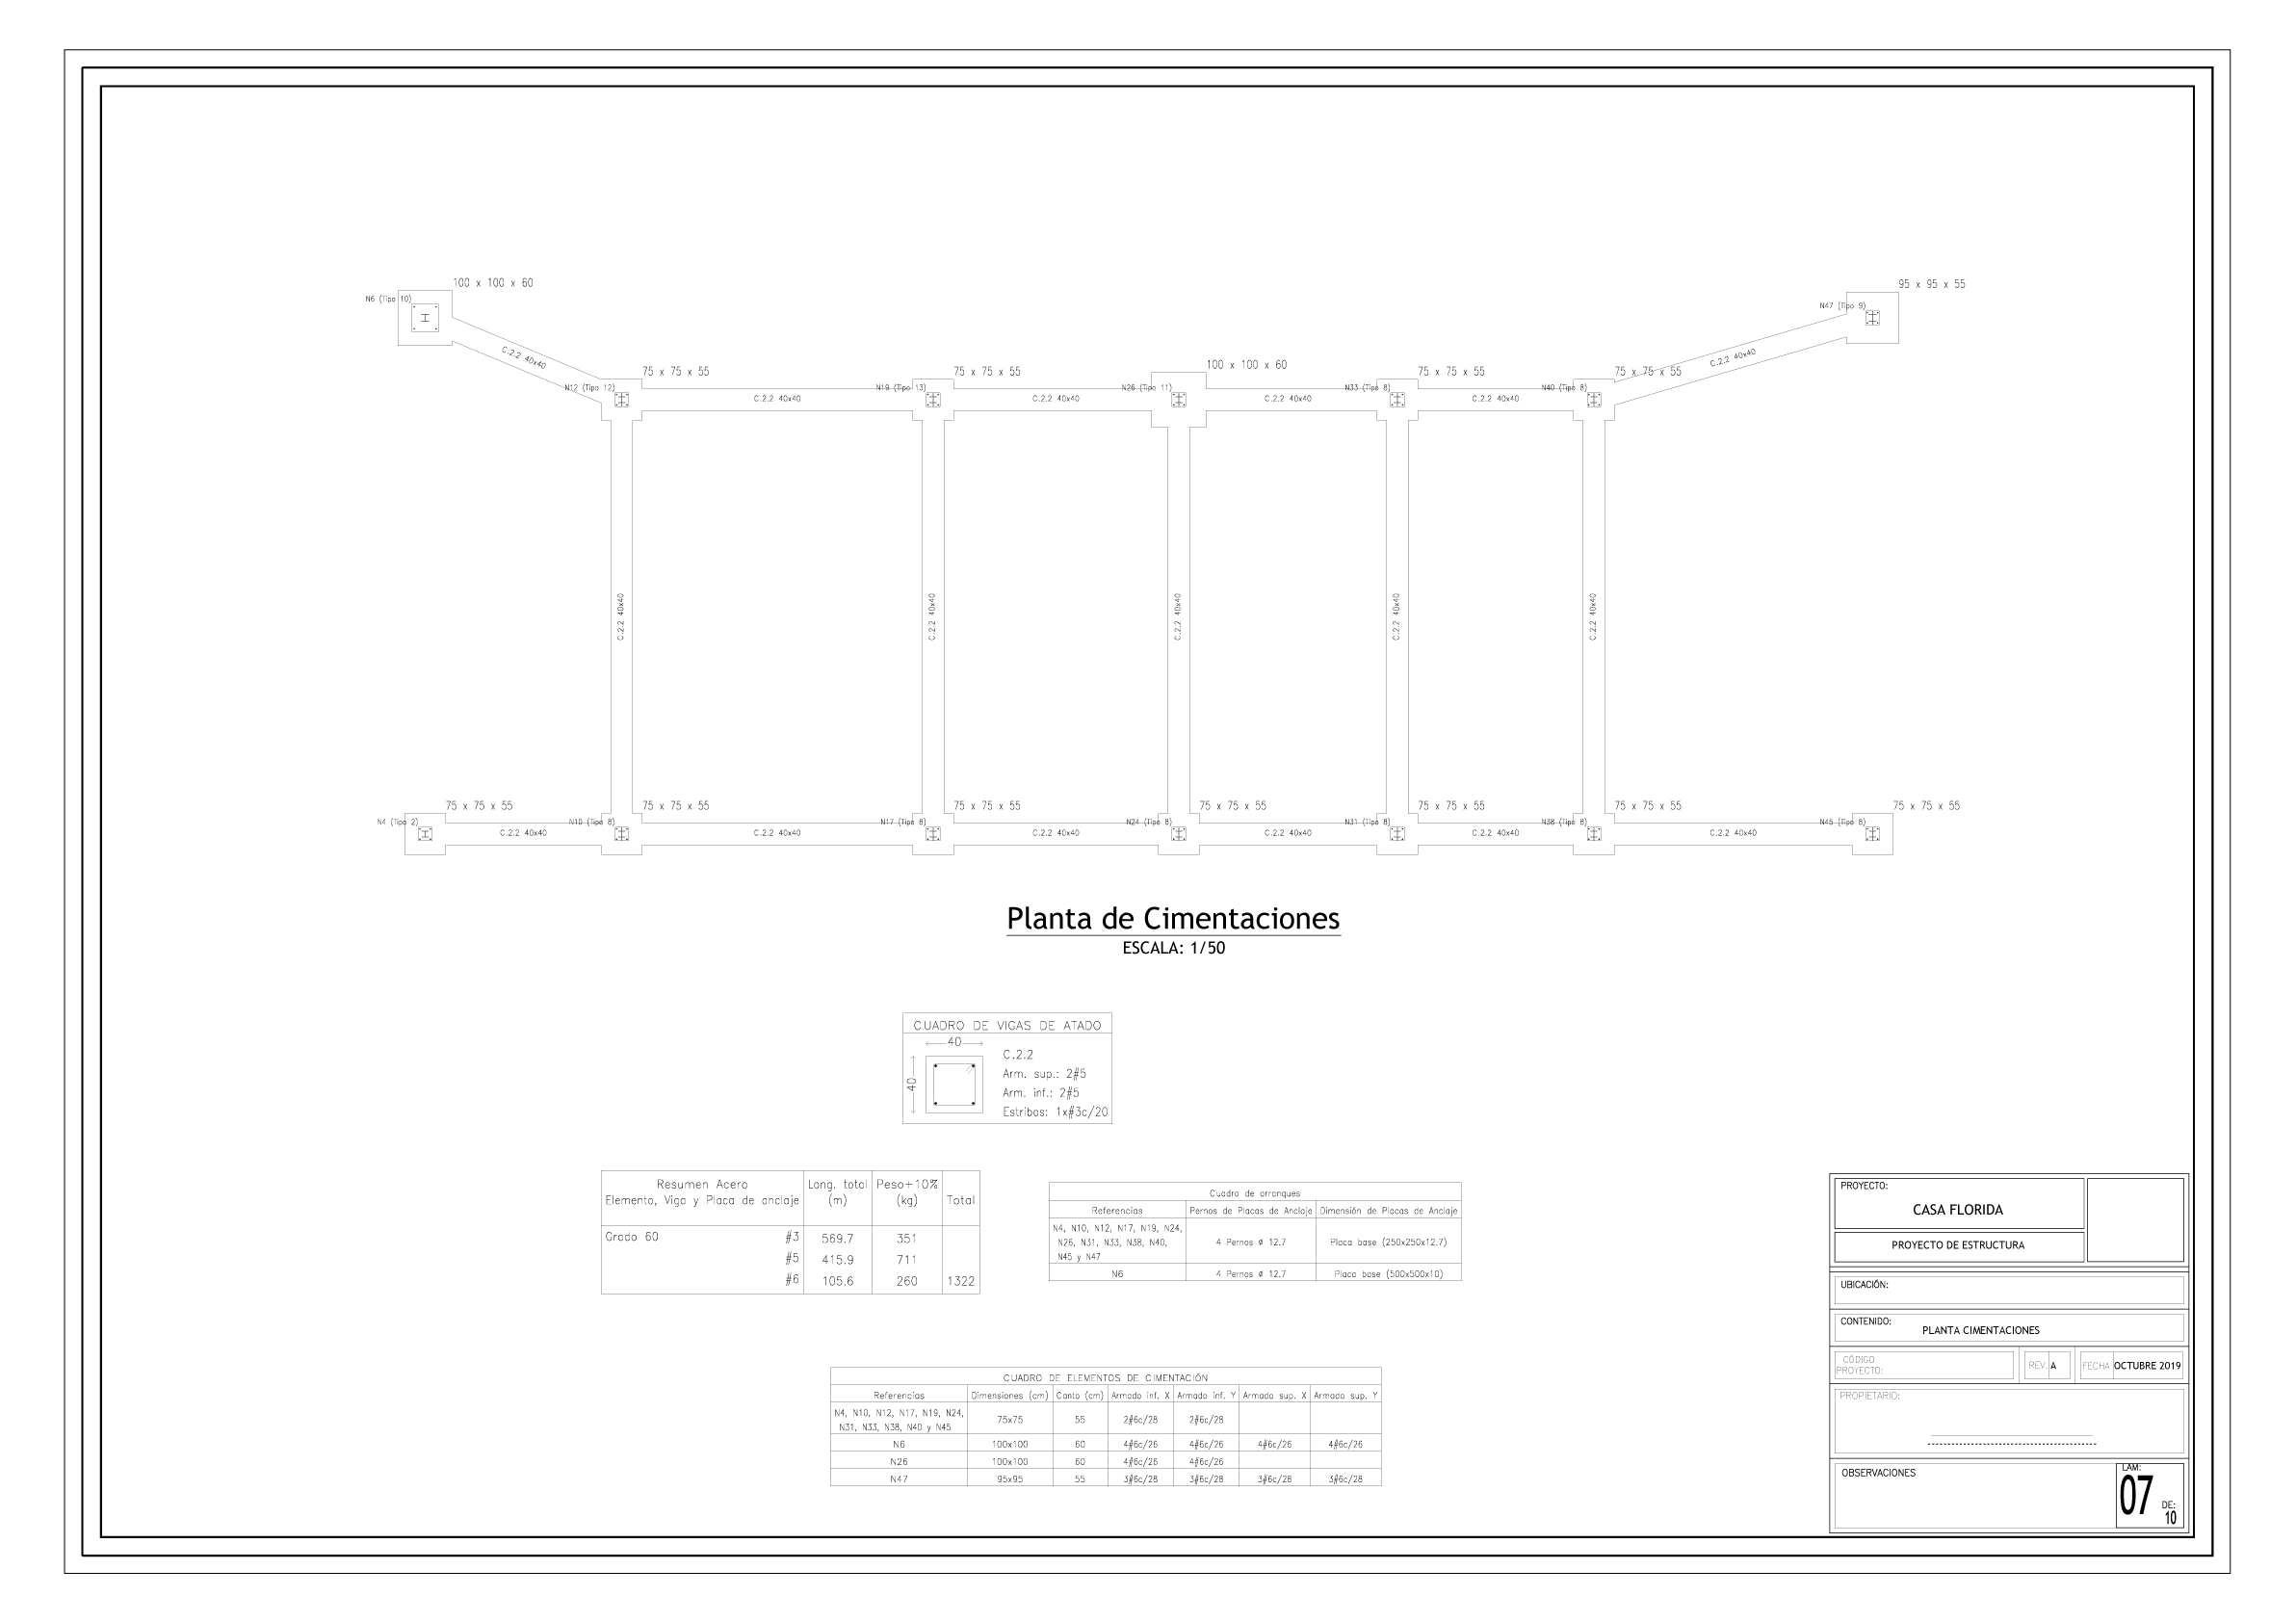 100 x 100 x 60
95 x 95 x 55
N6 (Tipo 10)
N47 (Tipo 9)
C.2.2 40x40
C.2.2 40x40
75 x 75 x 55
75 x 75 x 55
100 x 100 x 60
75 x 75 x 55
75 x 75 x 55
N12 (Tipo 12)
N19 (Tipo 13)
N26 (Tipo 11)
N33 (Tipo 8)
N40 (Tipo 8)
C.2.2 40x40
C.2.2 40x40
C.2.2 40x40
C.2.2 40x40
C.2.2 40x40
C.2.2 40x40
C.2.2 40x40
C.2.2 40x40
C.2.2 40x40
75 x 75 x 55
75 x 75 x 55
75 x 75 x 55
75 x 75 x 55
75 x 75 x 55
75 x 75 x 55
75 x 75 x 55
N4 (Tipo 2)
N10 (Tipo 8)
N17 (Tipo 8)
N24 (Tipo 8)
N31 (Tipo 8)
N38 (Tipo 8)
N45 (Tipo 8)
C.2.2 40x40
C.2.2 40x40
C.2.2 40x40
C.2.2 40x40
C.2.2 40x40
C.2.2 40x40
Planta de Cimentaciones
ESCALA: 1/50
CUADRO DE VIGAS DE ATADO
40
40
C.2.2
Arm. sup.: 2#5
Arm. inf.: 2#5
Estribos: 1x#3c/20
Resumen Acero
Elemento, Viga y Placa de anclaje
Long. total
(m)
Peso+10%
(kg)
Total
Grado 60 #3 569.7 351
#5 415.9 711
#6 105.6 260 1322
Cuadro de arranques
Referencias Pernos de Placas de Anclaje Dimensión de Placas de Anclaje
N4, N10, N12, N17, N19, N24,
N26, N31, N33, N38, N40,
N45 y N47
4 Pernos Ø 12.7 Placa base (250x250x12.7)
N6 4 Pernos Ø 12.7 Placa base (500x500x10)
CUADRO DE ELEMENTOS DE CIMENTACIÓN
Referencias Dimensiones (cm) Canto (cm) Armado inf. X Armado inf. Y Armado sup. X Armado sup. Y
N4, N10, N12, N17, N19, N24,
N31, N33, N38, N40 y N45
75x75 55 2#6c/28 2#6c/28
N6 100x100 60 4#6c/26 4#6c/26 4#6c/26 4#6c/26
N26 100x100 60 4#6c/26 4#6c/26
N47 95x95 55 3#6c/28 3#6c/28 3#6c/28 3#6c/28
PROYECTO:
CASA FLORIDA
PROYECTO DE ESTRUCTURA
UBICACIÓN:
CONTENIDO:
PLANTA CIMENTACIONES
CÓDIGO
PROYECTO:
REV. A
FECHA OCTUBRE 2019
PROPIETARIO:
OBSERVACIONES
LAM:
07
DE:
10